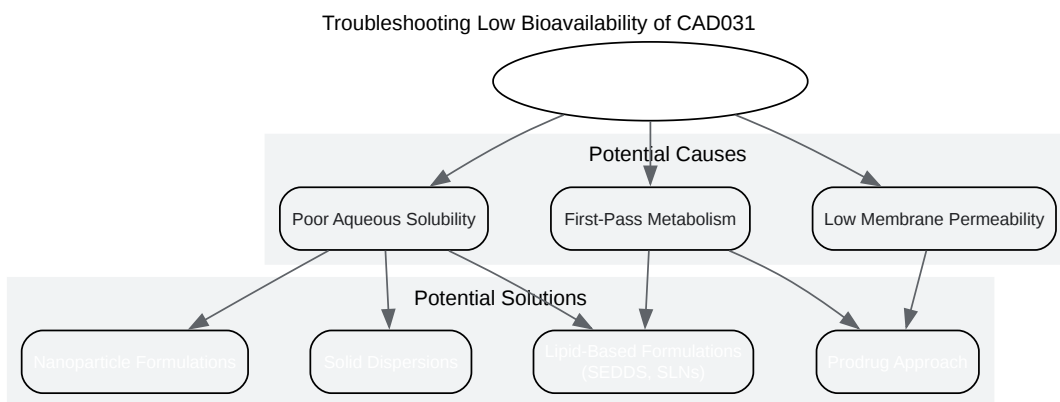 Troubleshooting Low Bioavailability of CAD031
Potential Causes
Poor Aqueous Solubility
First-Pass Metabolism
Low Membrane Permeability
Potential Solutions
Nanoparticle Formulations
Solid Dispersions
Lipid-Based Formulations
(SEDDS, SLNs)
Prodrug Approach